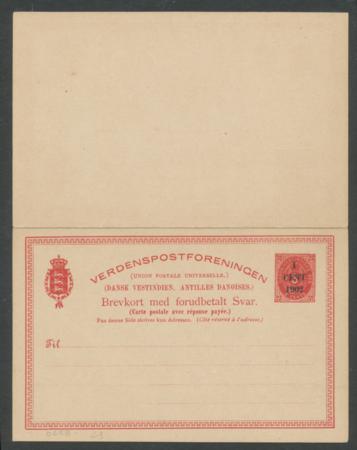 VERDENSPOSTFORENINGEN
(UNION POSTALE UNIVERSELLE.)
(DANSK VESTINDIEN. ANTILLES DANOISES.)
Brevkort med forudbetalt Svar.
(Carte postale avec réponse payée.)
Paa denne Side skrives kun Adressen. (Côté réservé à l'adresse.)
1
CENT
1902
Til